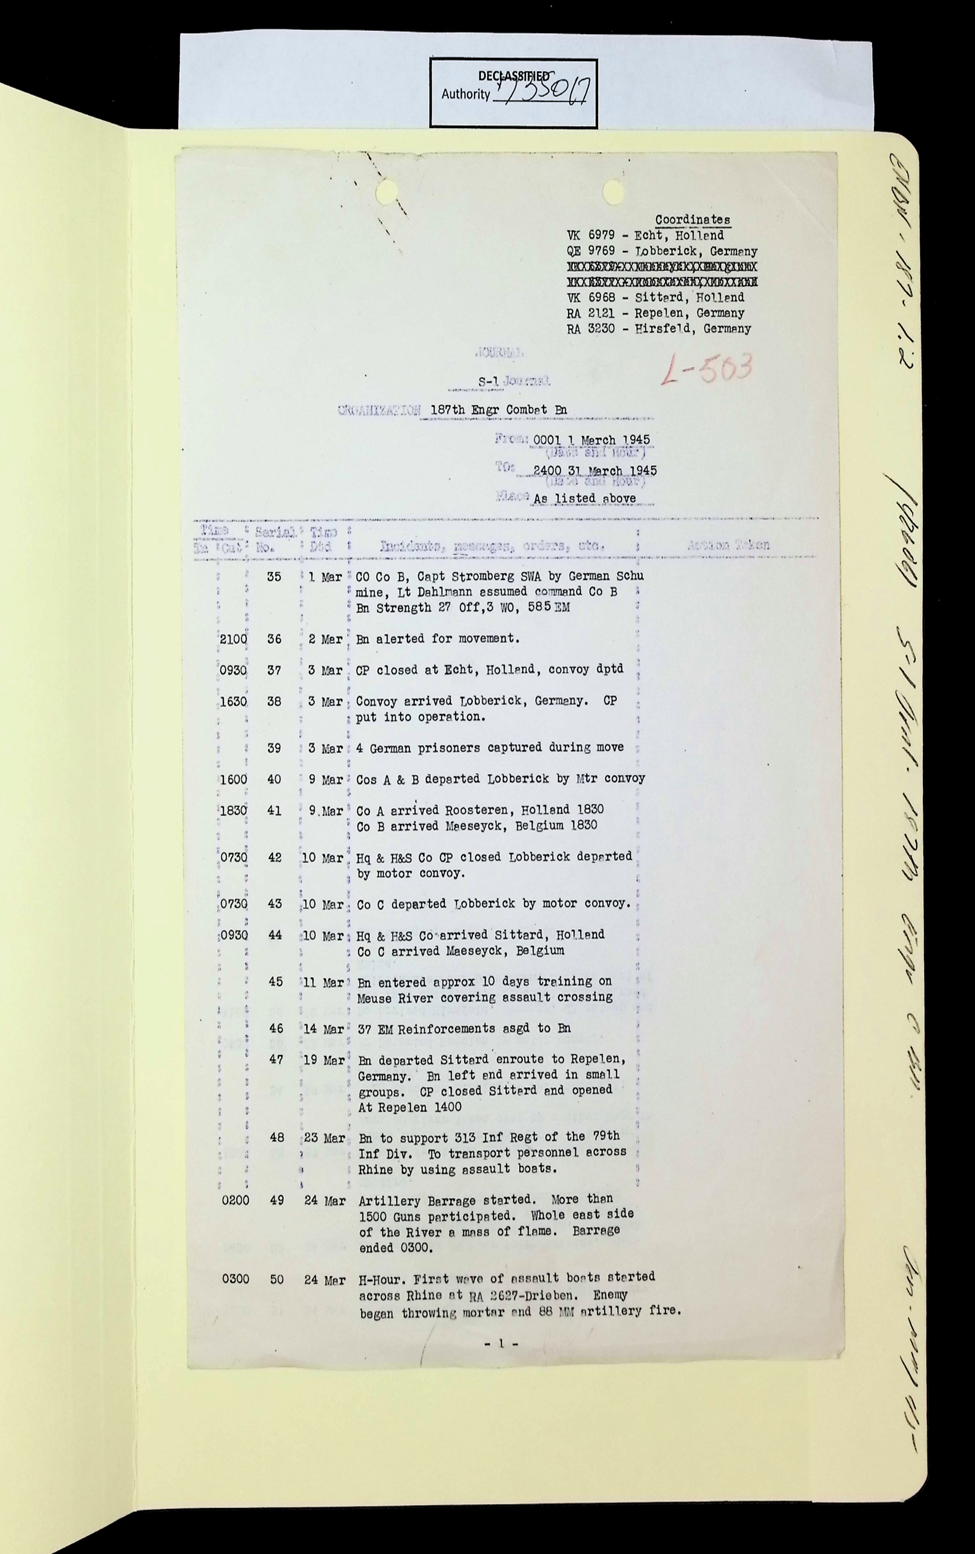 DECLASSIFIED
Authority 735017
Coordinates
VK 6979 - Echt, Hollend
QE 9769 - Lobberick, Germany
VK 6968 - Sittard, Hollend
RA 2121 - Repelen, Germany
RA 3230 - Hirsfeld, Germany
L-503
JOURNAL
S-1 Journal
ORGANIZATION 187th Engr Combat Bn
From: 0001 1 March 1945
(Date and Hour)
To: 2400 31 March 1945
(Date and Hour)
Place As listed above
Time : Serial: Time :
In :Out: No. : Dtd : Incidents, messages, orders, etc. : Action Taken
35 1 Mar CO Co B, Capt Stromberg SWA by German Schu
mine, Lt Dahlmann assumed command Co B
Bn Strength 27 Off,3 WO, 585 EM
2100 36 2 Mar Bn alerted for movement.
0930 37 3 Mar CP closed at Echt, Holland, convoy dptd
1630 38 3 Mar Convoy arrived Lobberick, Germany. CP
put into operation.
39 3 Mar 4 German prisoners captured during move
1600 40 9 Mar Cos A & B departed Lobberick by Mtr convoy
1830 41 9 Mar Co A arrived Roosteren, Holland 1830
Co B arrived Maeseyck, Belgium 1830
0730 42 10 Mar Hq & H&S Co CP closed Lobberick departed
by motor convoy.
0730 43 10 Mar Co C departed Lobberick by motor convoy.
0930 44 10 Mar Hq & H&S Co arrived Sittard, Holland
Co C arrived Maeseyck, Belgium
45 11 Mar Bn entered approx 10 days training on
Meuse River covering assault crossing
46 14 Mar 37 EM Reinforcements asgd to Bn
47 19 Mar Bn departed Sittard enroute to Repelen,
Germany. Bn left and arrived in small
groups. CP closed Sittard and opened
At Repelen 1400
48 23 Mar Bn to support 313 Inf Regt of the 79th
Inf Div. To transport personnel across
Rhine by using assault boats.
0200 49 24 Mar Artillery Barrage started. More than
1500 Guns participated. Whole east side
of the River a mass of flame. Barrage
ended 0300.
0300 50 24 Mar H-Hour. First wave of assault boats started
across Rhine at RA 2627-Drieben. Enemy
began throwing mortar and 88 MM artillery fire.
- 1 -
ENBN-187-1.2
S-1 Jrnl. 187th Engr C Bn.